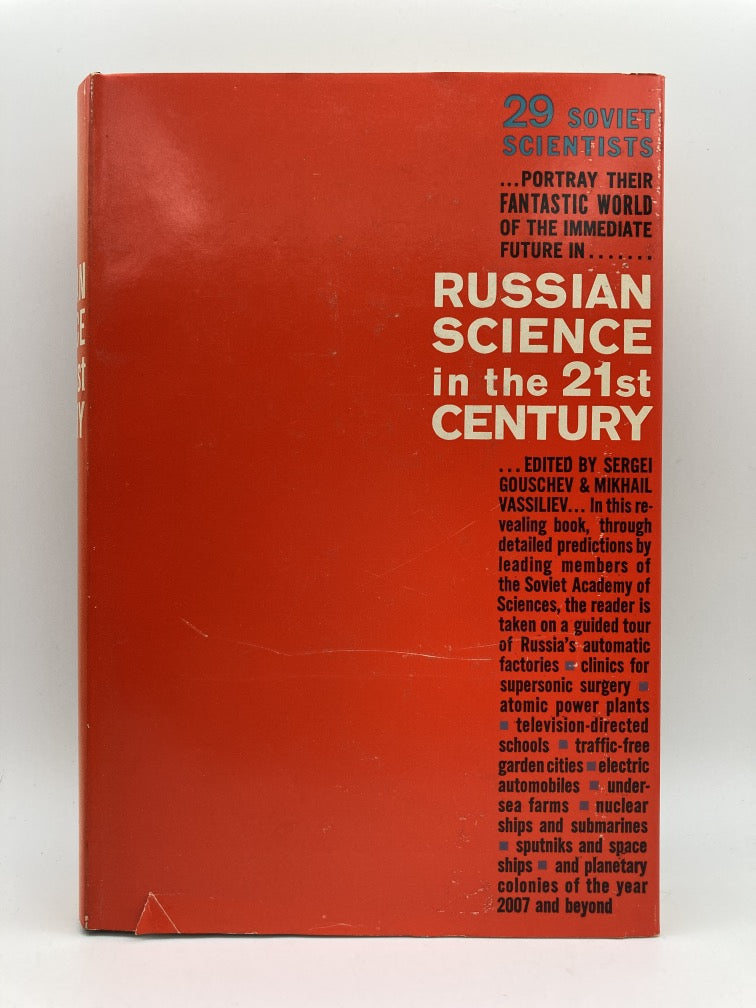 29 SOVIET
SCIENTISTS
...PORTRAY THEIR
FANTASTIC WORLD
OF THE IMMEDIATE
FUTURE IN.......
RUSSIAN
SCIENCE
in the 21st
CENTURY
...EDITED BY SERGEI
GOUSCHEV & MIKHAIL
VASSILIEV... In this re-
vealing book, through
detailed predictions by
leading members of
the Soviet Academy of
Sciences, the reader is
taken on a guided tour
of Russia's automatic
factories ■ clinics for
supersonic surgery ■
atomic power plants
■ television-directed
schools ■ traffic-free
garden cities ■ electric
automobiles ■ under-
sea farms ■ nuclear
ships and submarines
■ sputniks and space
ships ■ and planetary
colonies of the year
2007 and beyond
N
E
st
Y